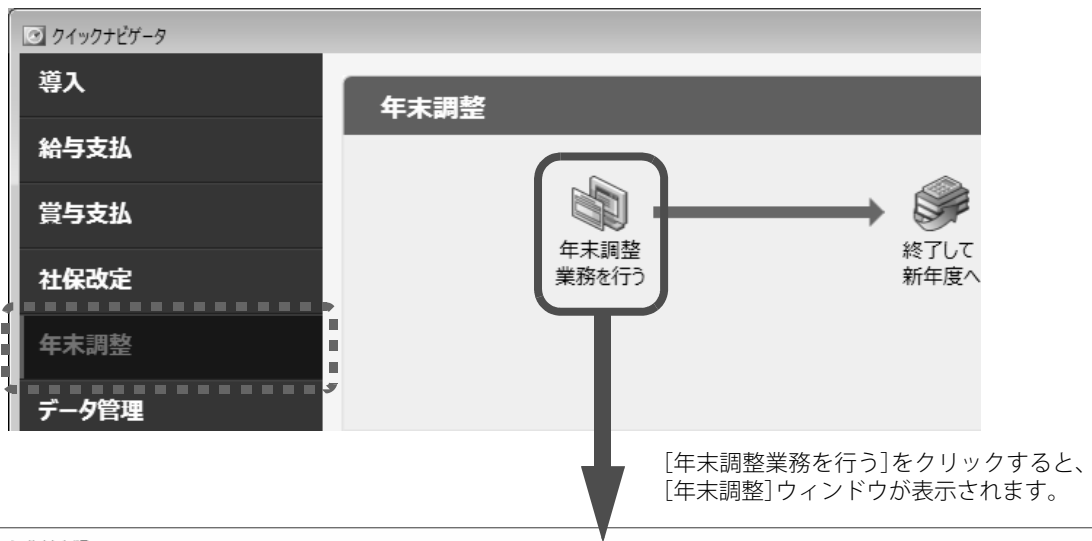 クイックナビゲータ
導入
給与支払
賞与支払
社保改定
年末調整
データ管理
年末調整
年末調整
業務を行う
終了して
新年度へ
[年末調整業務を行う]をクリックすると、
[年末調整]ウィンドウが表示されます。